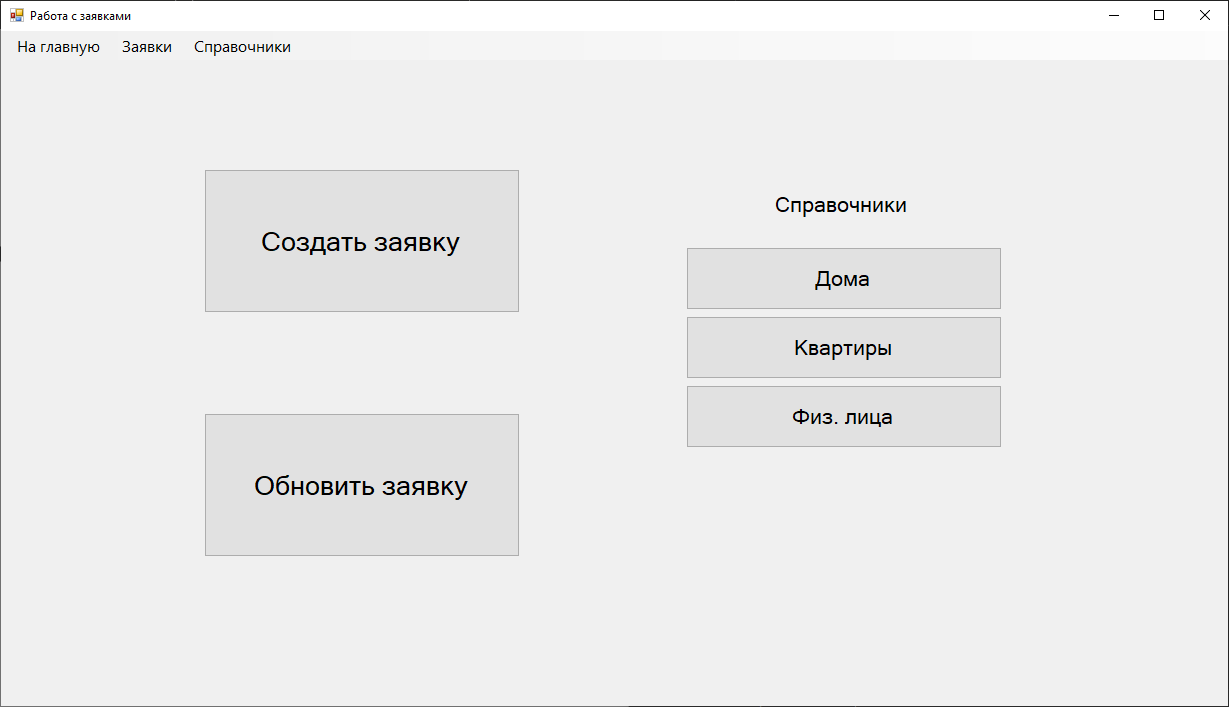 Работа с заявками
На главную Заявки Справочники
Создать заявку
Обновить заявку
Справочники
Дома
Квартиры
Физ. лица